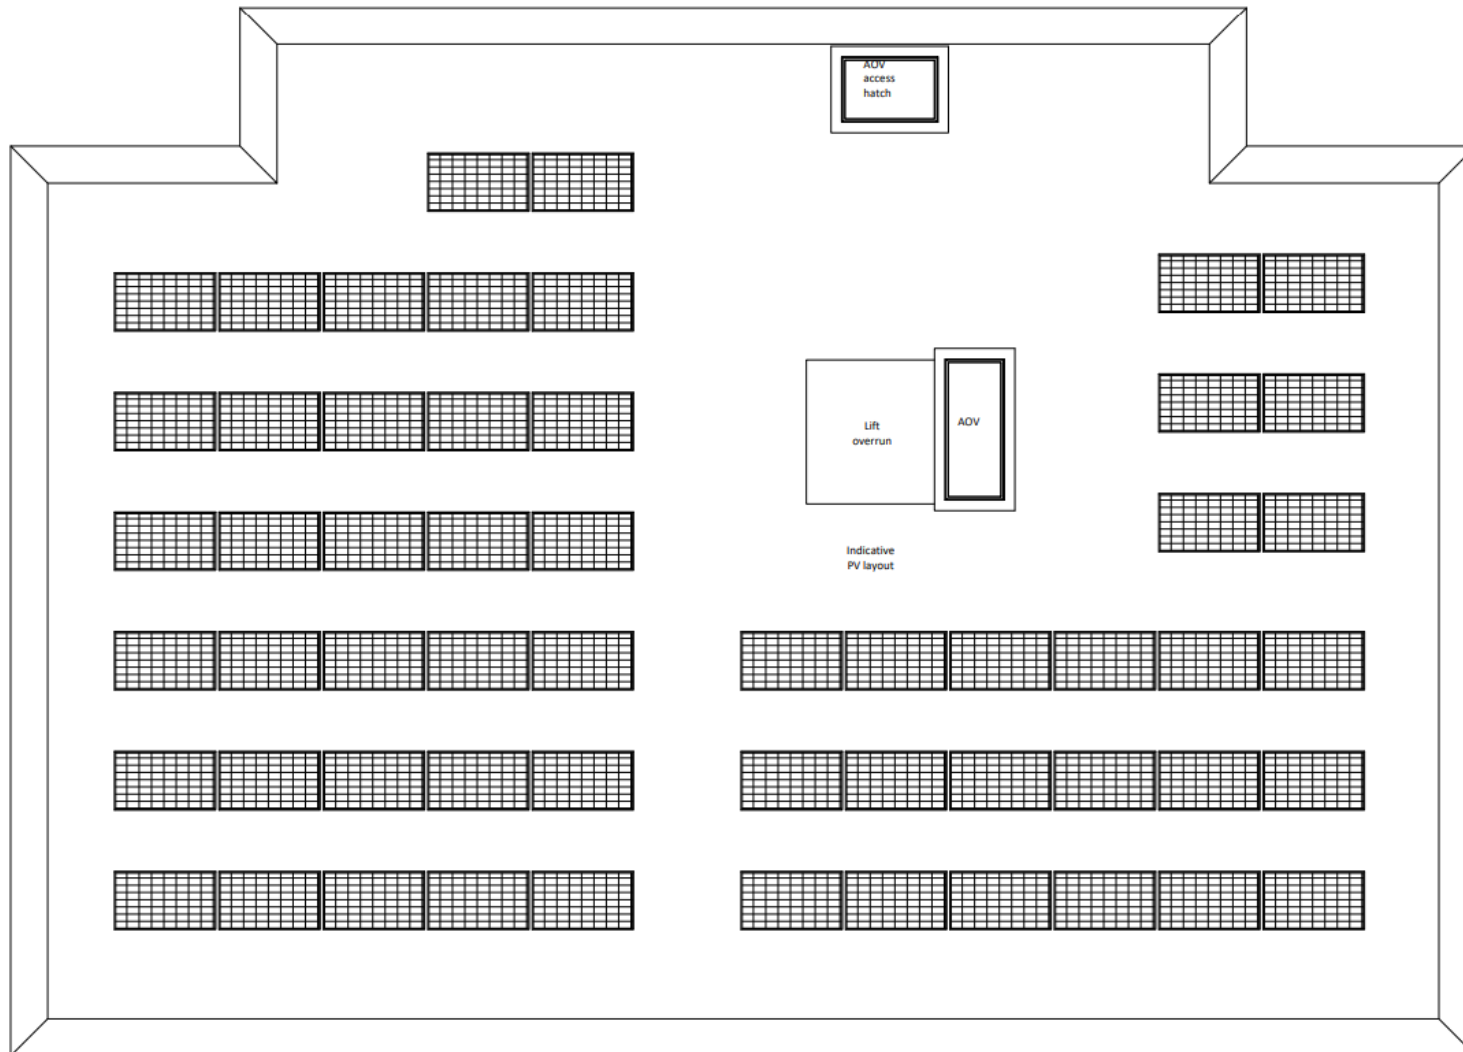 AOV
access
hatch
Lift
overrun
AOV
Indicative
PV layout